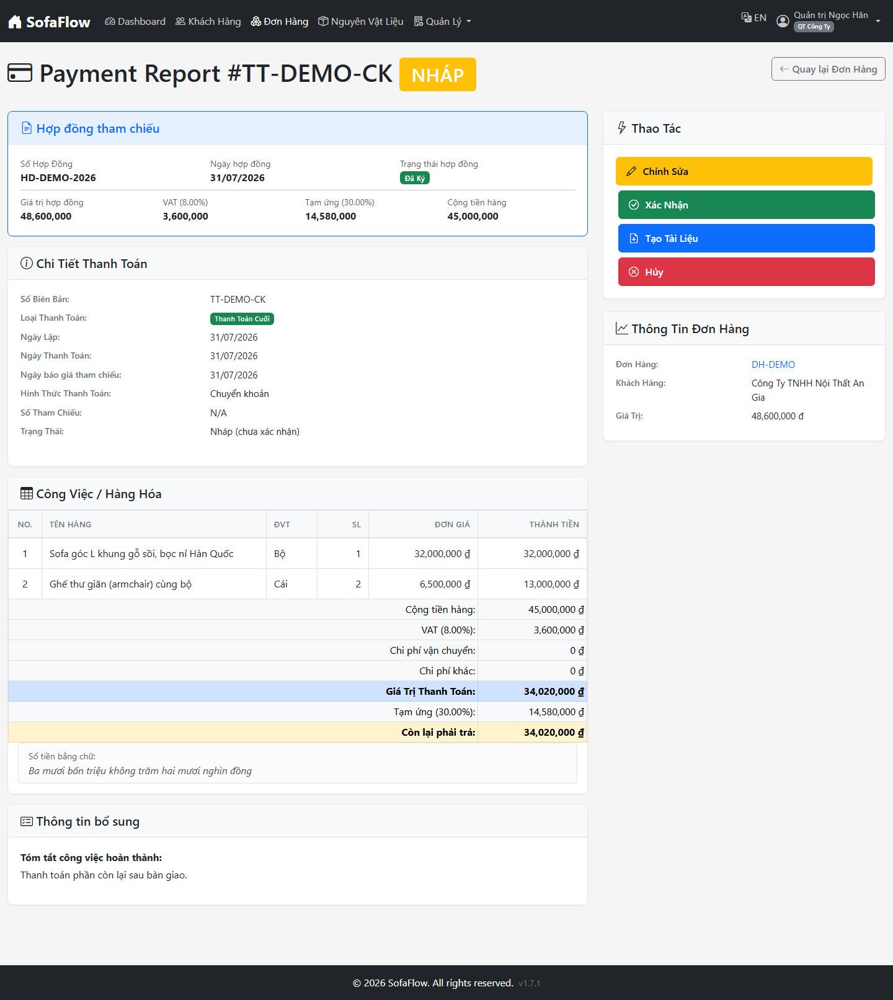 SofaFlow
Dashboard
Khách Hàng
Đơn Hàng
Nguyên Vật Liệu
Quản Lý
EN
Quản trị Ngọc Hân
QT Công Ty
Payment Report #TT-DEMO-CK NHÁP
Quay lại Đơn Hàng
Hợp đồng tham chiếu
Số Hợp Đồng
HD-DEMO-2026
Ngày hợp đồng
31/07/2026
Trạng thái hợp đồng
Đã Ký
Giá trị hợp đồng
48,600,000
VAT (8.00%)
3,600,000
Tạm ứng (30.00%)
14,580,000
Cộng tiền hàng
45,000,000
Chi Tiết Thanh Toán
Số Biên Bản: TT-DEMO-CK
Loại Thanh Toán: Thanh Toán Cuối
Ngày Lập: 31/07/2026
Ngày Thanh Toán: 31/07/2026
Ngày báo giá tham chiếu: 31/07/2026
Hình Thức Thanh Toán: Chuyển khoản
Số Tham Chiếu: N/A
Trạng Thái: Nháp (chưa xác nhận)
Công Việc / Hàng Hóa
NO. TÊN HÀNG ĐVT SL ĐƠN GIÁ THÀNH TIỀN
1 Sofa góc L khung gỗ sồi, bọc nỉ Hàn Quốc Bộ 1 32,000,000 ₫ 32,000,000 ₫
2 Ghế thư giãn (armchair) cùng bộ Cái 2 6,500,000 ₫ 13,000,000 ₫
Cộng tiền hàng: 45,000,000 ₫
VAT (8.00%): 3,600,000 ₫
Chi phí vận chuyển: 0 ₫
Chi phí khác: 0 ₫
Giá Trị Thanh Toán: 34,020,000 ₫
Tạm ứng (30.00%): 14,580,000 ₫
Còn lại phải trả: 34,020,000 ₫
Số tiền bằng chữ:
Ba mươi bốn triệu không trăm hai mươi nghìn đồng
Thông tin bổ sung
Tóm tắt công việc hoàn thành:
Thanh toán phần còn lại sau bàn giao.
Thao Tác
Chỉnh Sửa
Xác Nhận
Tạo Tài Liệu
Hủy
Thông Tin Đơn Hàng
Đơn Hàng: DH-DEMO
Khách Hàng: Công Ty TNHH Nội Thất An
Gia
Giá Trị: 48,600,000 đ
© 2026 SofaFlow. All rights reserved. v1.7.1